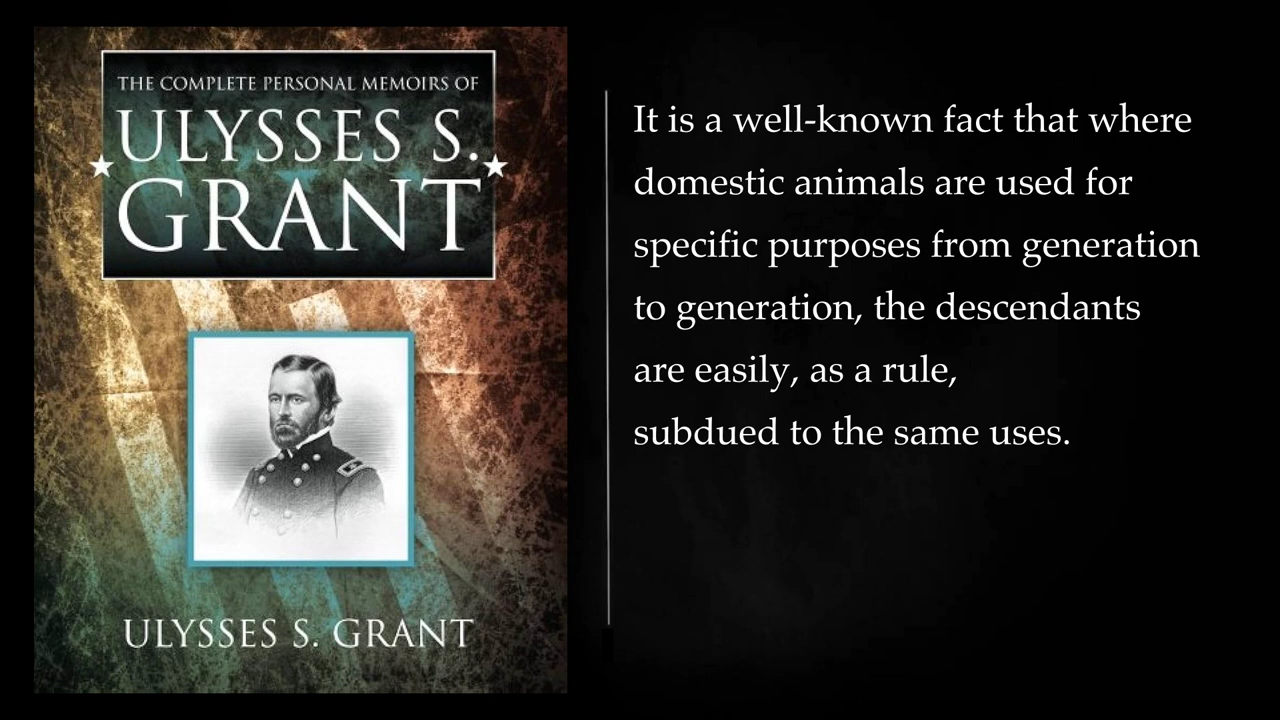 THE COMPLETE PERSONAL MEMOIRS OF
ULYSSES S.
GRANT
ULYSSES S. GRANT
It is a well-known fact that where
domestic animals are used for
specific purposes from generation
to generation, the descendants
are easily, as a rule,
subdued to the same uses.